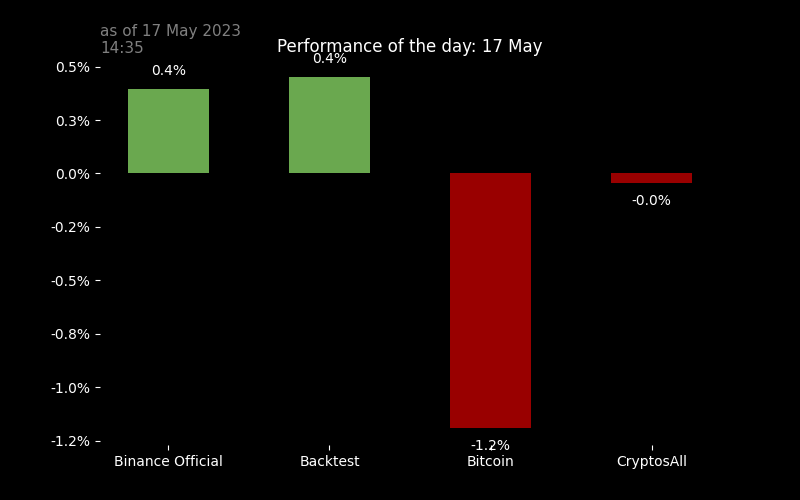 as of 17 May 2023
14:35
Performance of the day: 17 May
0.5%
0.3%
0.0%
-0.2%
-0.5%
-0.8%
-1.0%
-1.2%
0.4%
0.4%
-1.2%
-0.0%
Binance Official
Backtest
Bitcoin
CryptosAll